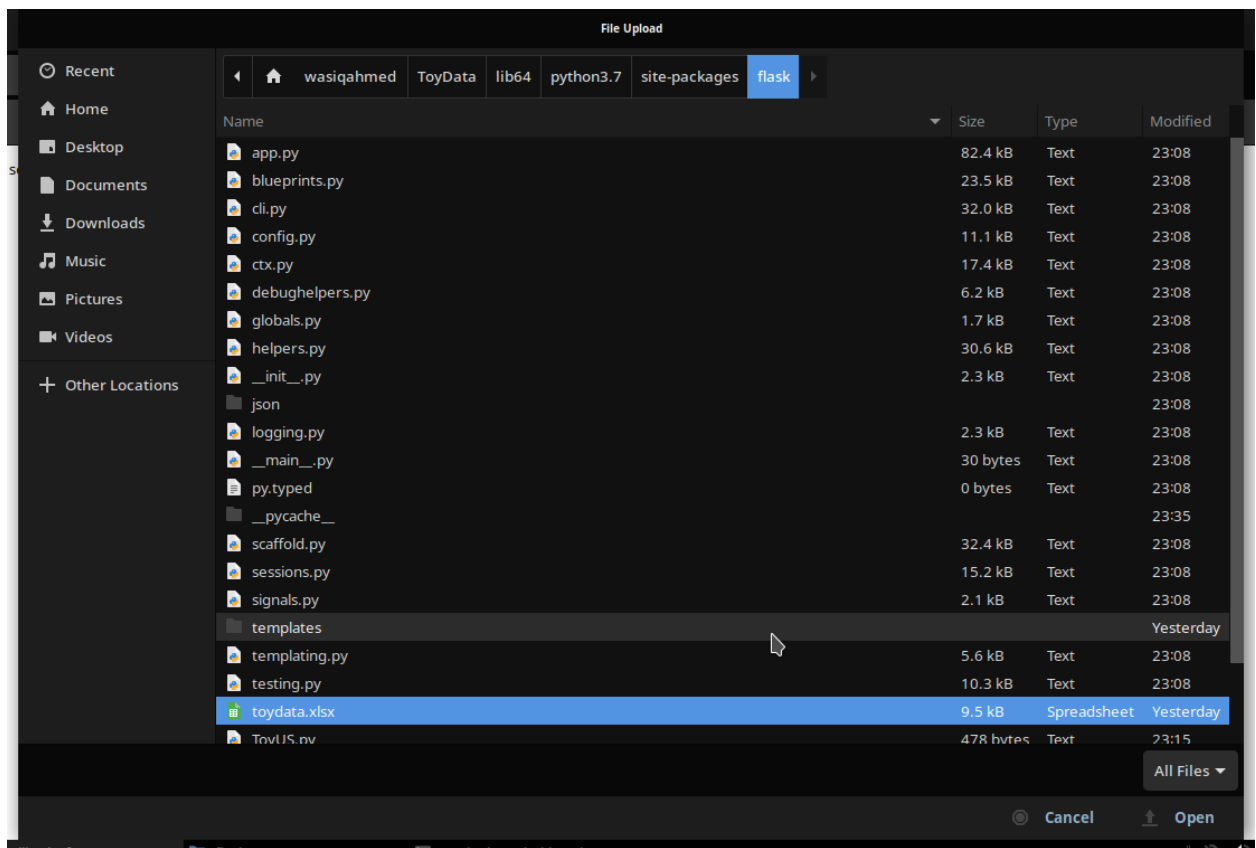 File Upload
Recent
Home
Desktop
Documents
Downloads
Music
Pictures
Videos
Other Locations
wasiqahmed ToyData lib64 python3.7 site-packages flask
Name Size Type Modified
app.py 82.4 kB Text 23:08
blueprints.py 23.5 kB Text 23:08
cli.py 32.0 kB Text 23:08
config.py 11.1 kB Text 23:08
ctx.py 17.4 kB Text 23:08
debughelpers.py 6.2 kB Text 23:08
globals.py 1.7 kB Text 23:08
helpers.py 30.6 kB Text 23:08
__init__.py 2.3 kB Text 23:08
json 23:08
logging.py 2.3 kB Text 23:08
__main__.py 30 bytes Text 23:08
py.typed 0 bytes Text 23:08
__pycache__ 23:35
scaffold.py 32.4 kB Text 23:08
sessions.py 15.2 kB Text 23:08
signals.py 2.1 kB Text 23:08
templates Yesterday
templating.py 5.6 kB Text 23:08
testing.py 10.3 kB Text 23:08
toydata.xlsx 9.5 kB Spreadsheet Yesterday
ToyUS.py 478 bytes Text 23:15
All Files
Cancel Open